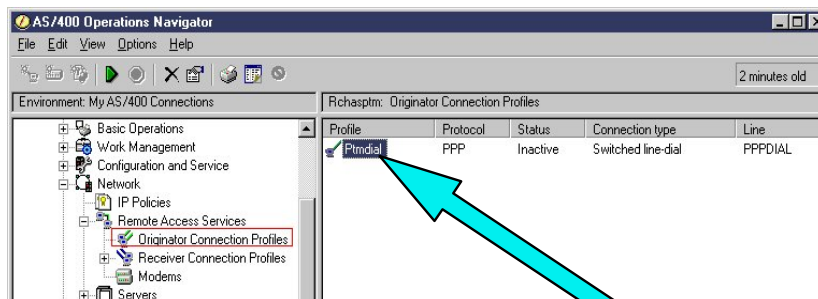 AS/400 Operations Navigator
File Edit View Options Help
2 minutes old
Environment: My AS/400 Connections
Rchasptm: Originator Connection Profiles
Basic Operations
Work Management
Configuration and Service
Network
IP Policies
Remote Access Services
Originator Connection Profiles
Receiver Connection Profiles
Modems
Servers
Profile Protocol Status Connection type Line
Ptmdial PPP Inactive Switched line-dial PPPDIAL